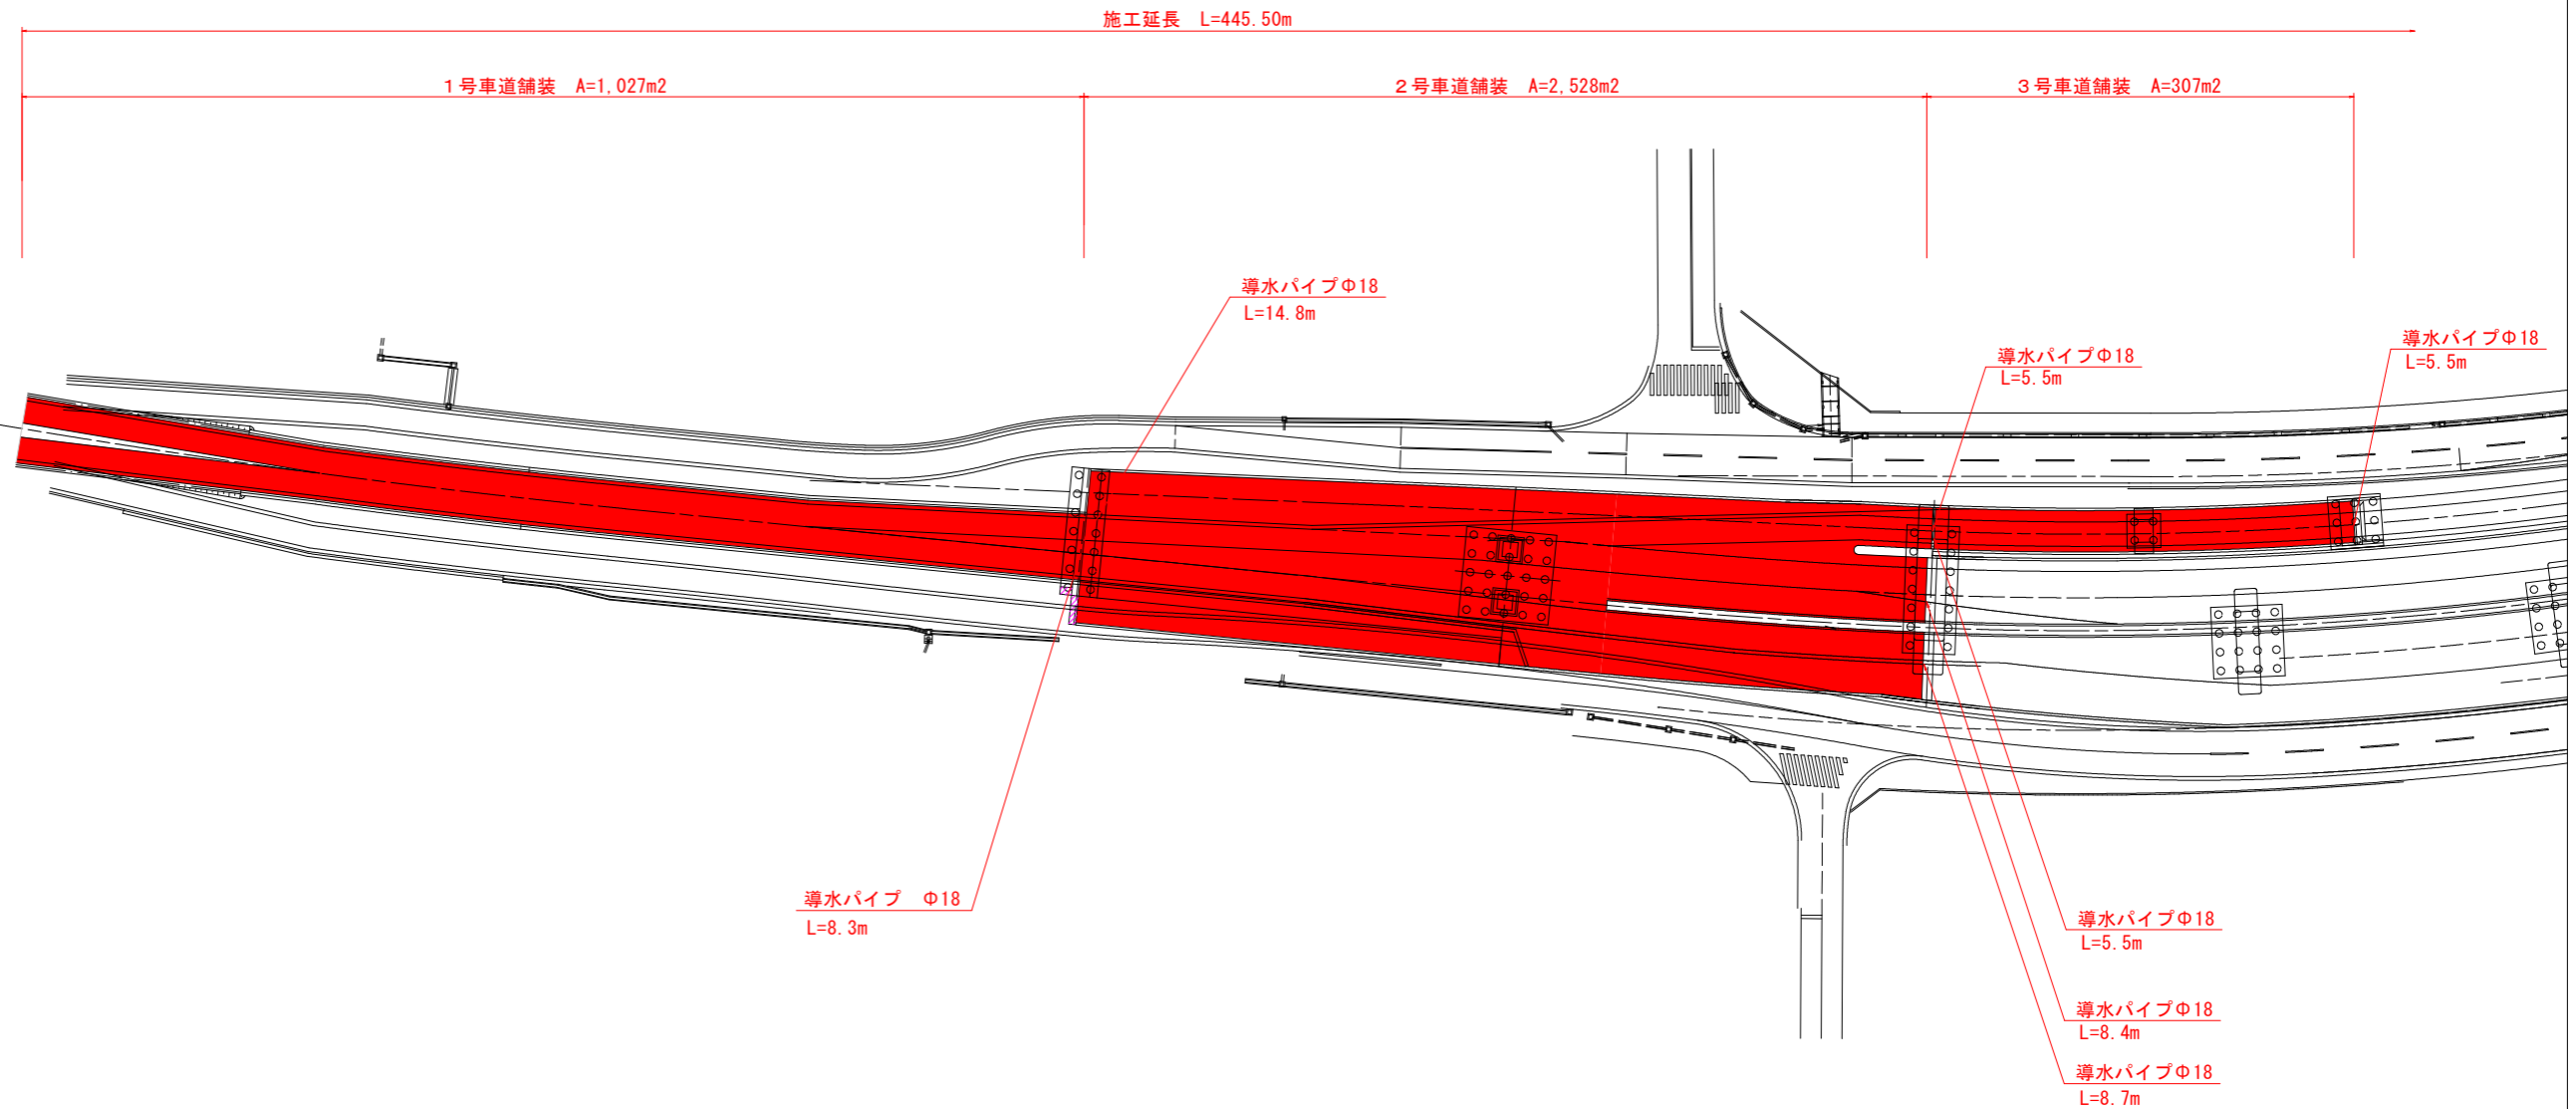 施工延長　L=445.50m
１号車道舗装　A=1,027m2
２号車道舗装　A=2,528m2
３号車道舗装　A=307m2
導水パイプΦ18
L=14.8m
導水パイプΦ18
L=5.5m
導水パイプΦ18
L=5.5m
導水パイプ　Φ18
L=8.3m
導水パイプΦ18
L=5.5m
導水パイプΦ18
L=8.4m
導水パイプΦ18
L=8.7m